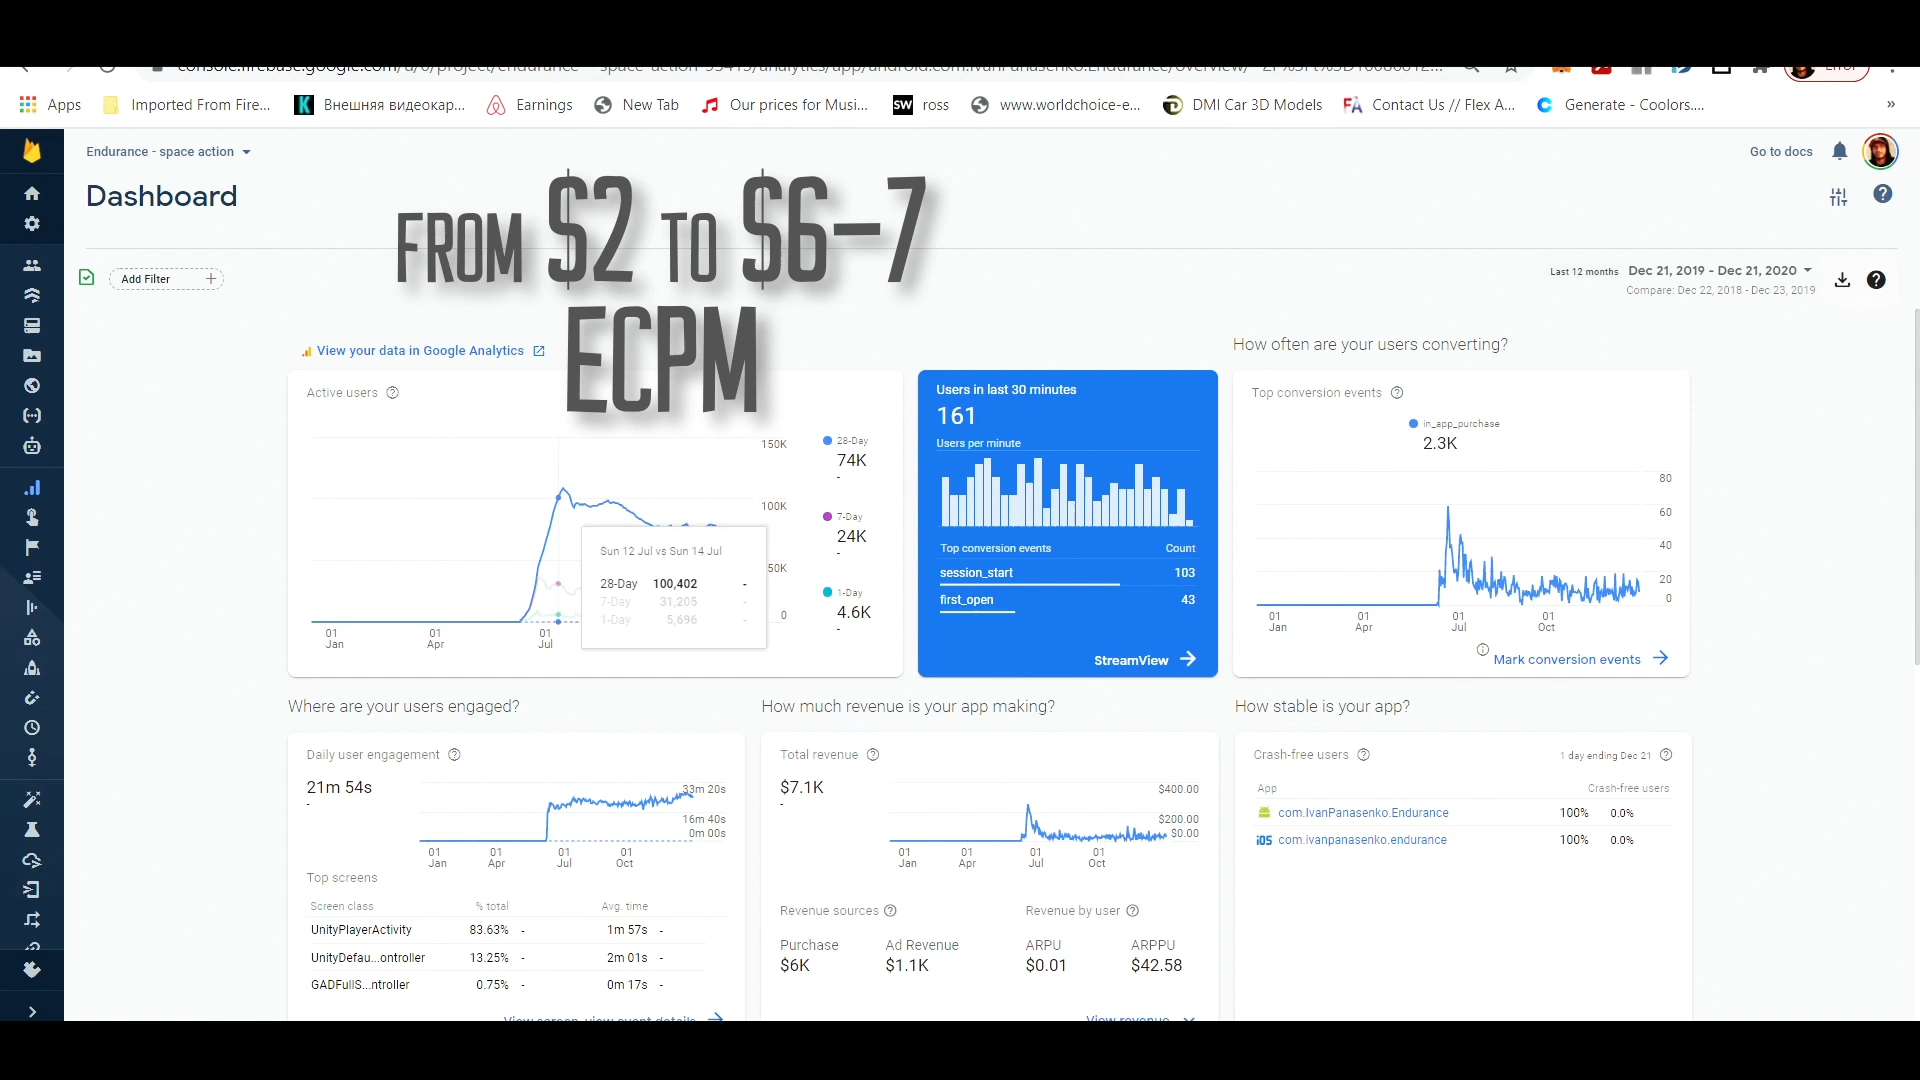 Apps
Imported From Fire...
Внешняя видеокар...
Earnings
New Tab
Our prices for Musi...
SW
ross
www.worldchoice-e...
DMI Car 3D Models
FA
Contact Us // Flex A...
Generate - Coolors....
»
Endurance - space action
Go to docs
Dashboard
FROM $2 TO $6-7
ECPM
Add Filter +
Last 12 months Dec 21, 2019 - Dec 21, 2020
Compare: Dec 22, 2018 - Dec 23, 2019
View your data in Google Analytics
How often are your users converting?
Active users
150K
100K
50K
0
01 Jan
01 Apr
01 Jul
28-Day
74K
-
7-Day
24K
-
1-Day
4.6K
-
Sun 12 Jul vs Sun 14 Jul
28-Day 100,402 -
7-Day 31,205 -
1-Day 5,696 -
Users in last 30 minutes
161
Users per minute
Top conversion events Count
session_start 103
first_open 43
StreamView
Top conversion events
in_app_purchase
2.3K
80
60
40
20
0
01 Jan
01 Apr
01 Jul
01 Oct
Mark conversion events
Where are your users engaged?
How much revenue is your app making?
How stable is your app?
Daily user engagement
21m 54s
-
33m 20s
16m 40s
0m 00s
01 Jan
01 Apr
01 Jul
01 Oct
Top screens
Screen class % total Avg. time
UnityPlayerActivity 83.63% - 1m 57s -
UnityDefau...ontroller 13.25% - 2m 01s -
GADFullS...ntroller 0.75% - 0m 17s -
View screen_view event details
Total revenue
$7.1K
-
$400.00
$200.00
$0.00
01 Jan
01 Apr
01 Jul
01 Oct
Revenue sources
Revenue by user
Purchase Ad Revenue ARPU ARPPU
$6K $1.1K $0.01 $42.58
View revenue
Crash-free users
1 day ending Dec 21
App Crash-free users
com.IvanPanasenko.Endurance 100% 0.0%
iOS com.ivanpanasenko.endurance 100% 0.0%